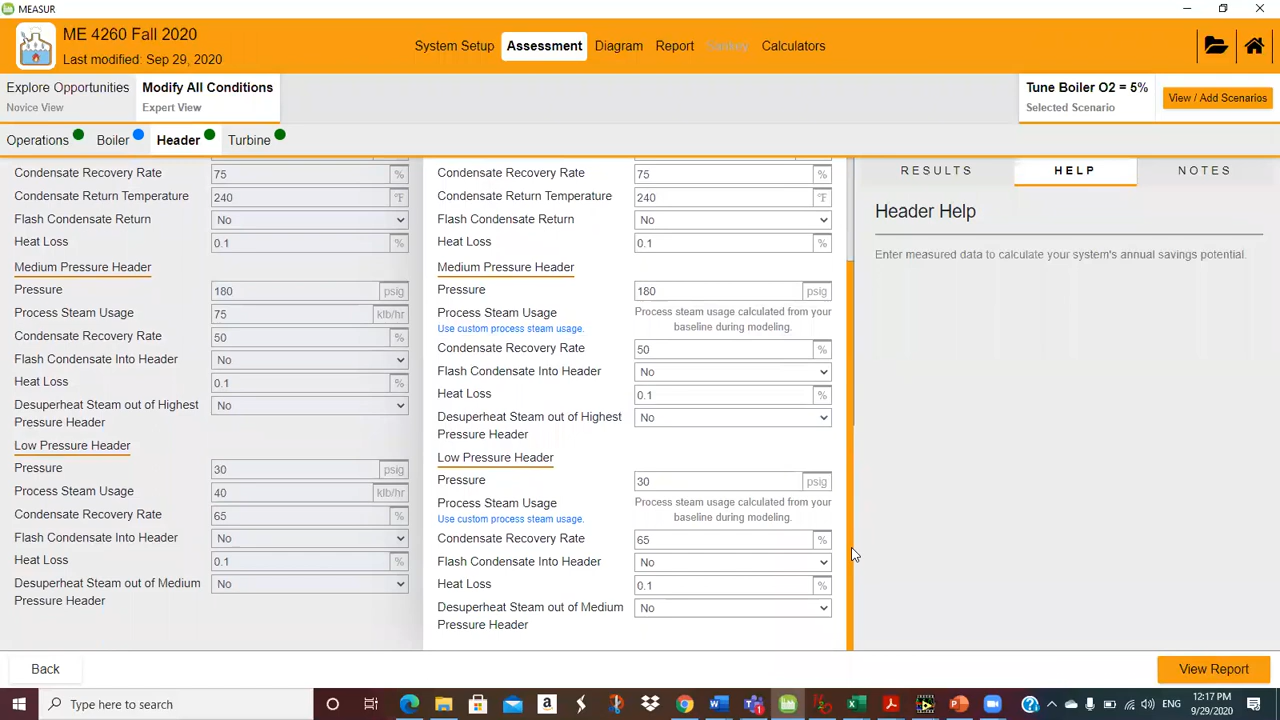 MEASUR
ME 4260 Fall 2020
Last modified: Sep 29, 2020
System Setup Assessment Diagram Report Sankey Calculators
Explore Opportunities
Novice View
Modify All Conditions
Expert View
Tune Boiler O2 = 5%
Selected Scenario
View / Add Scenarios
Operations Boiler Header Turbine
Condensate Recovery Rate 75 %
Condensate Return Temperature 240 °F
Flash Condensate Return No
Heat Loss 0.1 %
Medium Pressure Header
Pressure 180 psig
Process Steam Usage 75 klb/hr
Condensate Recovery Rate 50 %
Flash Condensate Into Header No
Heat Loss 0.1 %
Desuperheat Steam out of Highest No
Pressure Header
Low Pressure Header
Pressure 30 psig
Process Steam Usage 40 klb/hr
Condensate Recovery Rate 65 %
Flash Condensate Into Header No
Heat Loss 0.1 %
Desuperheat Steam out of Medium No
Pressure Header
Condensate Recovery Rate 75 %
Condensate Return Temperature 240 °F
Flash Condensate Return No
Heat Loss 0.1 %
Medium Pressure Header
Pressure 180 psig
Process Steam Usage Process steam usage calculated from your
Use custom process steam usage. baseline during modeling.
Condensate Recovery Rate 50 %
Flash Condensate Into Header No
Heat Loss 0.1 %
Desuperheat Steam out of Highest No
Pressure Header
Low Pressure Header
Pressure 30 psig
Process Steam Usage Process steam usage calculated from your
Use custom process steam usage. baseline during modeling.
Condensate Recovery Rate 65 %
Flash Condensate Into Header No
Heat Loss 0.1 %
Desuperheat Steam out of Medium No
Pressure Header
RESULTS HELP NOTES
Header Help
Enter measured data to calculate your system's annual savings potential.
Back
View Report
Type here to search
ENG
12:17 PM
9/29/2020